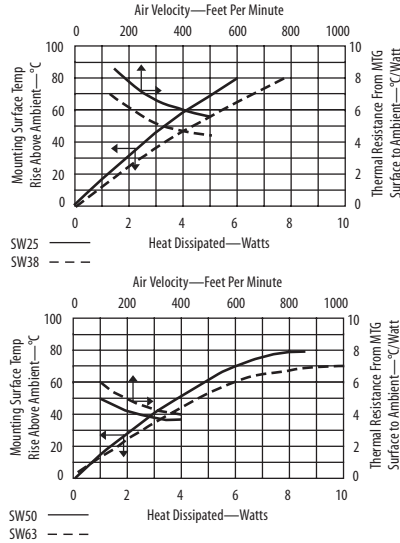 Air Velocity—Feet Per Minute
0 200 400 600 800 1000
100 10
80 8
60 6
40 4
20 2
0 0
0 2 4 6 8 10
Mounting Surface Temp
Rise Above Ambient—°C
Thermal Resistance From MTG
Surface to Ambient—°C/Watt
Heat Dissipated—Watts
SW25
SW38
Air Velocity—Feet Per Minute
0 200 400 600 800 1000
100 10
80 8
60 6
40 4
20 2
0 0
0 2 4 6 8 10
Mounting Surface Temp
Rise Above Ambient—°C
Thermal Resistance From MTG
Surface to Ambient—°C/Watt
Heat Dissipated—Watts
SW50
SW63